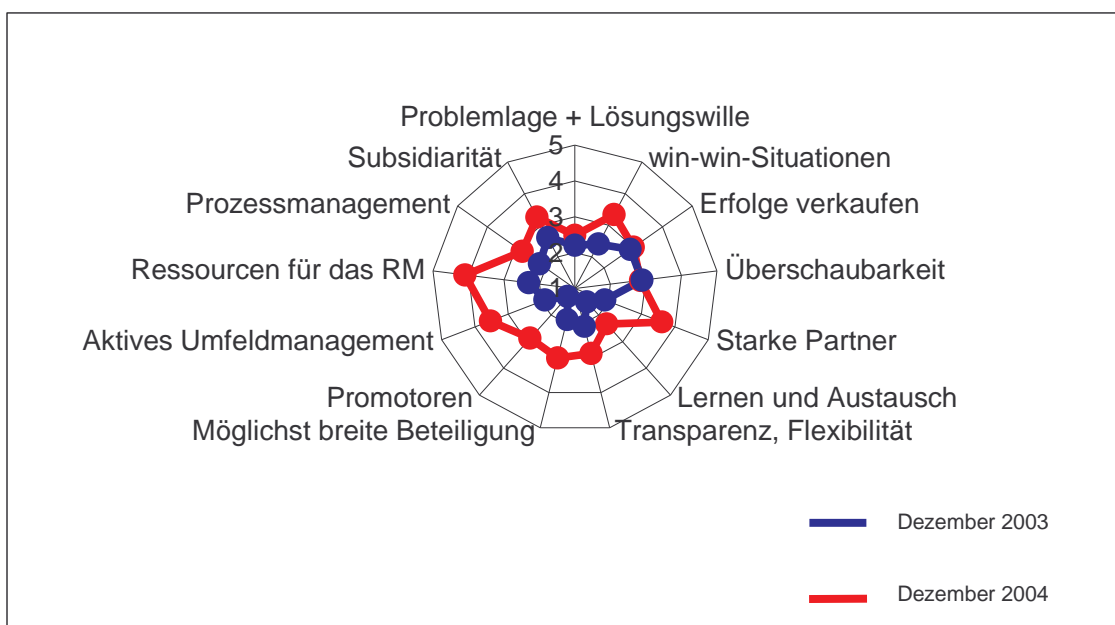 Problemlage + Lösungswille
5
Subsidiarität
win-win-Situationen
4
Prozessmanagement
Erfolge verkaufen
3
2
Ressourcen für das RM
Überschaubarkeit
1
Aktives Umfeldmanagement
Starke Partner
Promotoren
Lernen und Austausch
Möglichst breite Beteiligung
Transparenz, Flexibilität
Dezember 2003
Dezember 2004